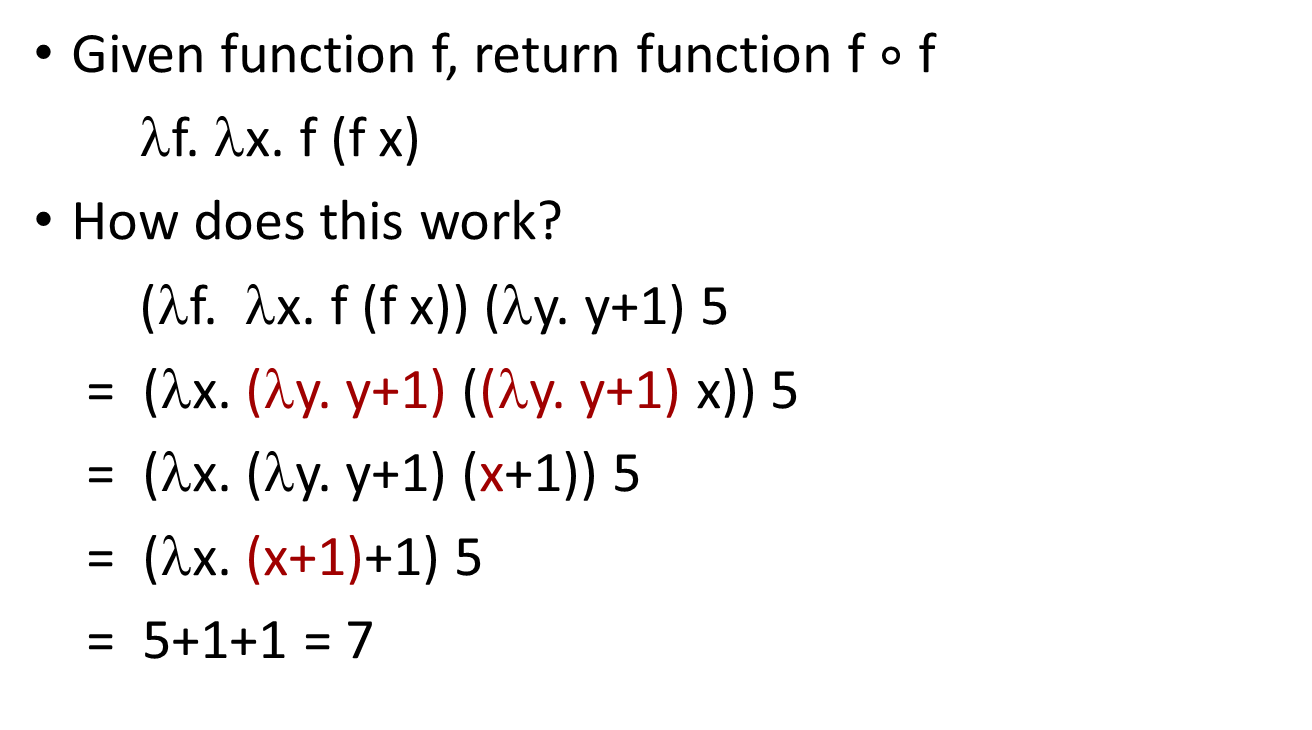 • Given function f, return function f ∘ f
λf. λx. f (f x)
• How does this work?
(λf. λx. f (f x)) (λy. y+1) 5
= (λx. (λy. y+1) ((λy. y+1) x)) 5
= (λx. (λy. y+1) (x+1)) 5
= (λx. (x+1)+1) 5
= 5+1+1 = 7